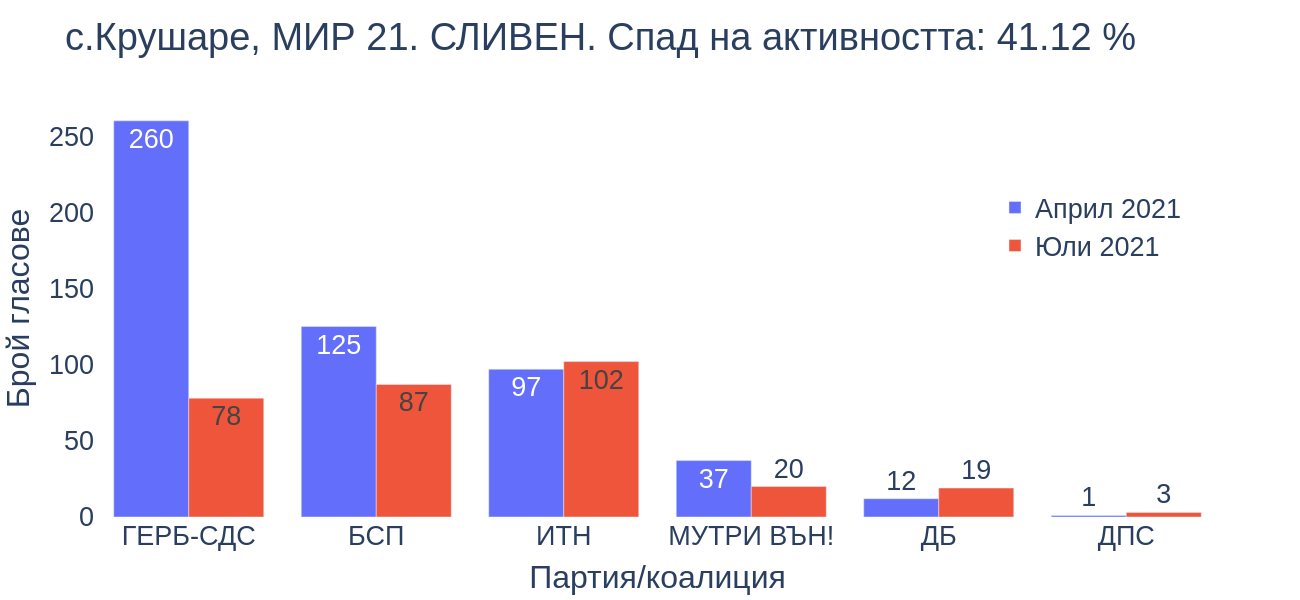 с.Крушаре, МИР 21. СЛИВЕН. Спад на активността: 41.12 %
Брой гласове
250
200
150
100
50
0
260
78
125
87
97
102
37
20
12
19
1
3
Април 2021
Юли 2021
ГЕРБ-СДС
БСП
ИТН
МУТРИ ВЪН!
ДБ
ДПС
Партия/коалиция